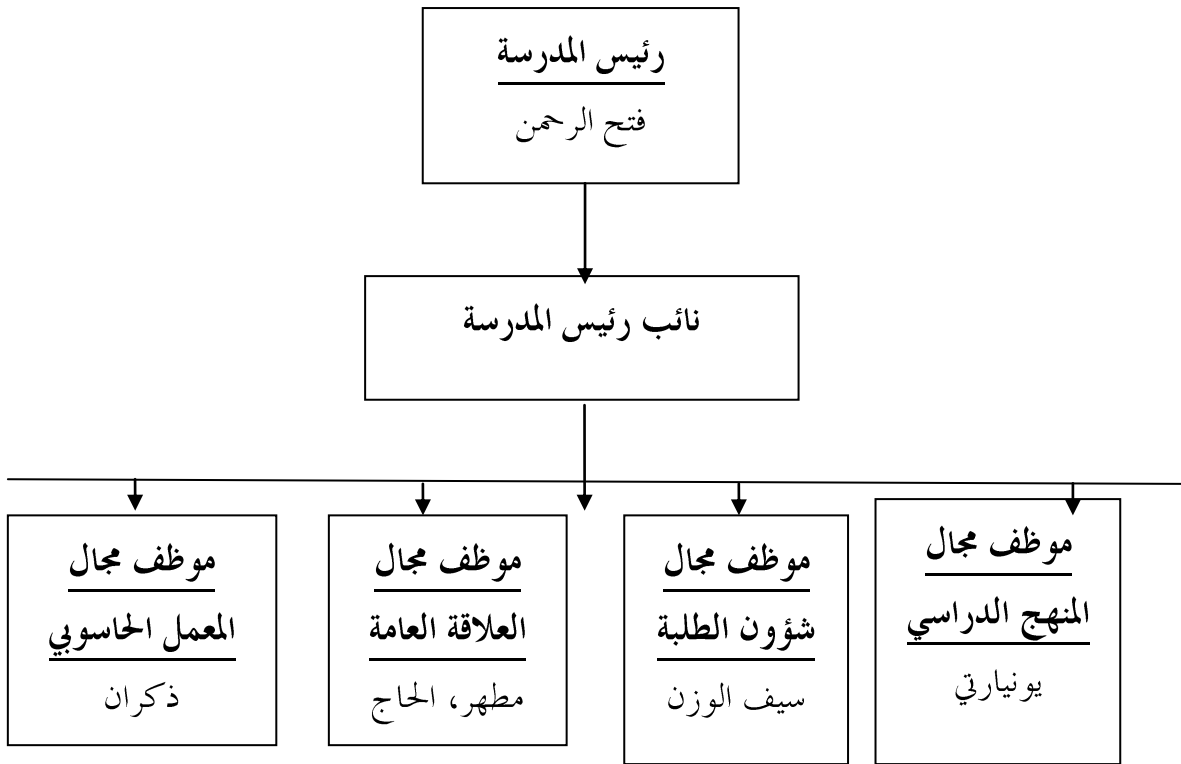 رئيس المدرسة
فتح الرحمن
نائب رئيس المدرسة
موظف مجال
المنهج الدراسي
يونيارتي
موظف مجال
شؤون الطلبة
سيف الوزن
موظف مجال
العلاقة العامة
مطهر، الحاج
موظف مجال
المعمل الحاسوبي
ذكران